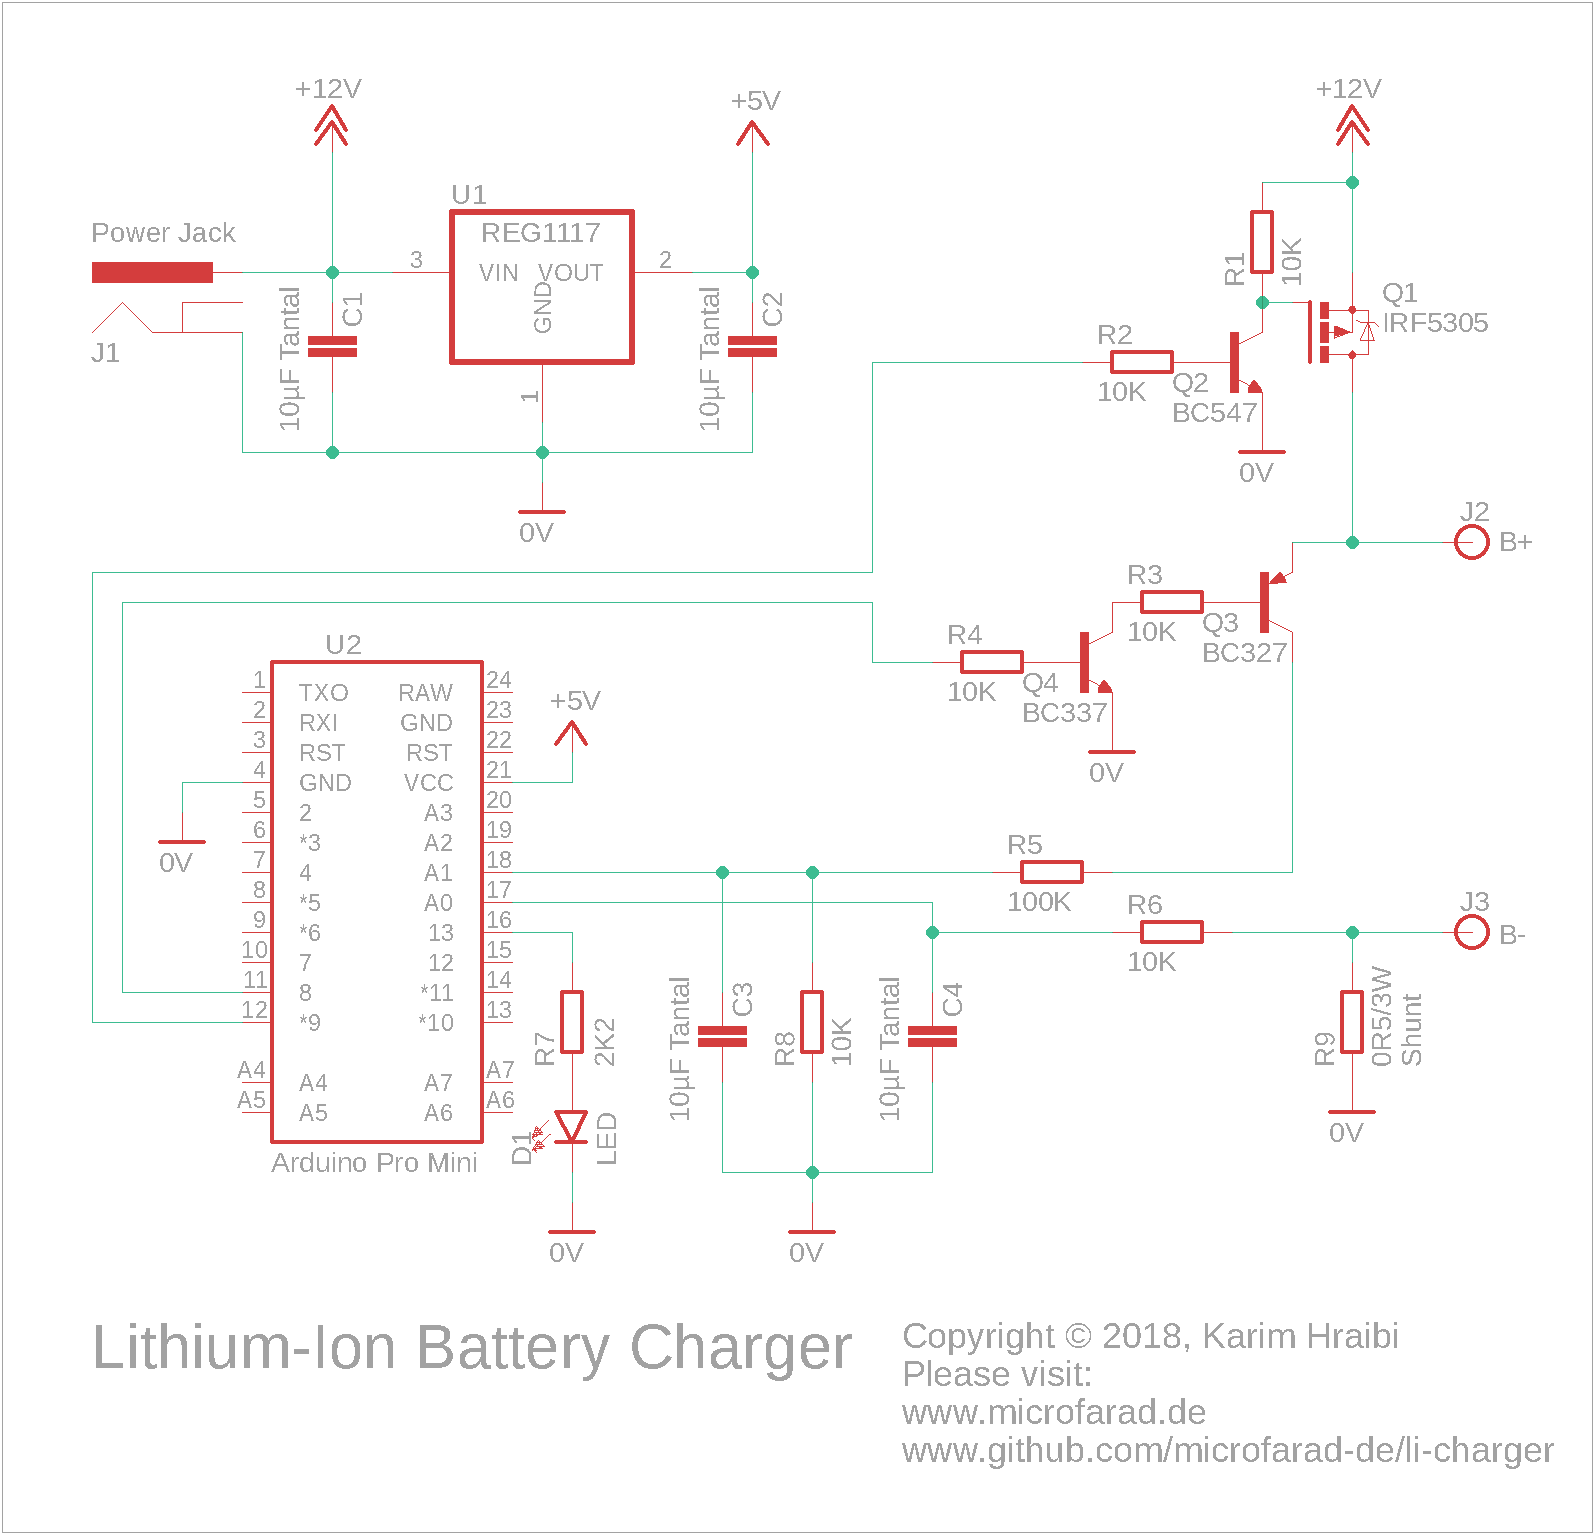 +12V
+5V
+12V
U1
REG1117
Power Jack
3
VIN
VOUT
2
GND
1
J1
10µF Tantal
C1
10µF Tantal
C2
0V
R1
10K
Q1
IRF5305
R2
10K
Q2
BC547
0V
J2
B+
R3
10K
Q3
BC327
R4
10K
Q4
BC337
0V
U2
1 TXO RAW 24
2 RXI GND 23
3 RST RST 22
4 GND VCC 21
5 2 A3 20
6 *3 A2 19
7 4 A1 18
8 *5 A0 17
9 *6 13 16
10 7 12 15
11 8 *11 14
12 *9 *10 13
A4 A4 A7 A7
A5 A5 A6 A6
Arduino Pro Mini
+5V
0V
R5
100K
R6
10K
J3
B-
R7
2K2
D1
LED
0V
10µF Tantal
C3
R8
10K
10µF Tantal
C4
0V
R9
0R5/3W
Shunt
0V
Lithium-Ion Battery Charger
Copyright © 2018, Karim Hraibi
Please visit:
www.microfarad.de
www.github.com/microfarad-de/li-charger